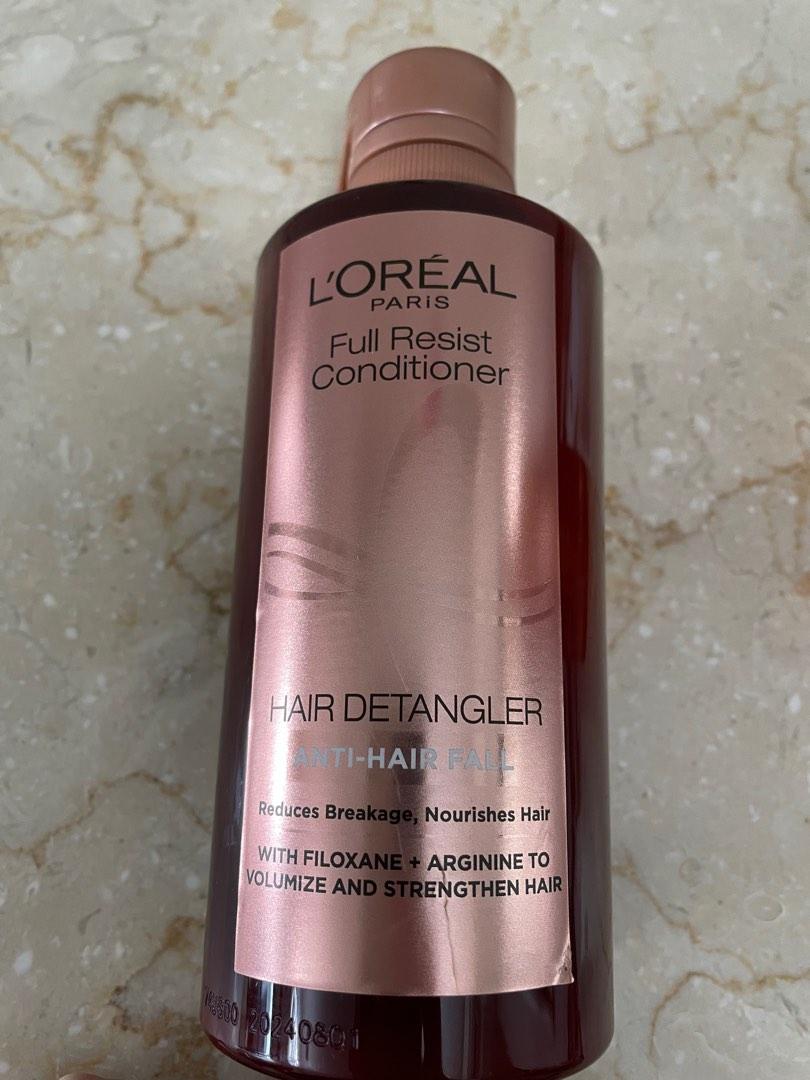 L'ORÉAL
PARiS
Full Resist
Conditioner
HAIR DETANGLER
ANTI-HAIR FALL
Reduces Breakage, Nourishes Hair
WITH FILOXANE + ARGININE TO
VOLUMIZE AND STRENGTHEN HAIR
20240801